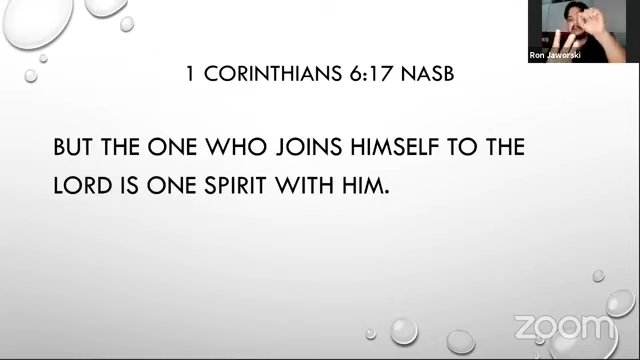 Ron Jaworski
1 CORINTHIANS 6:17 NASB
BUT THE ONE WHO JOINS HIMSELF TO THE
LORD IS ONE SPIRIT WITH HIM.
zoom